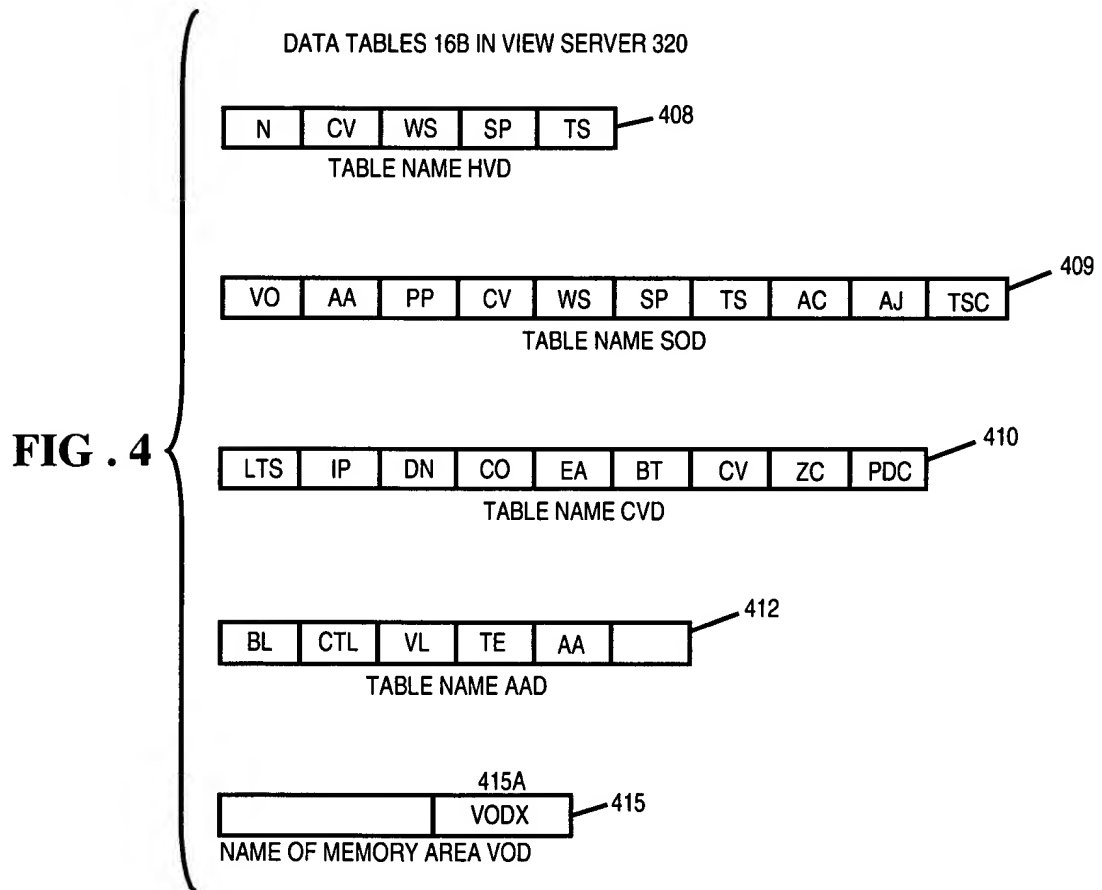 DATA TABLES 16B IN VIEW SERVER 320
N CV WS SP TS 408
TABLE NAME HVD
VO AA PP CV WS SP TS AC AJ TSC 409
TABLE NAME SOD
FIG . 4
LTS IP DN CO EA BT CV ZC PDC 410
TABLE NAME CVD
BL CTL VL TE AA 412
TABLE NAME AAD
415A
VODX 415
NAME OF MEMORY AREA VOD